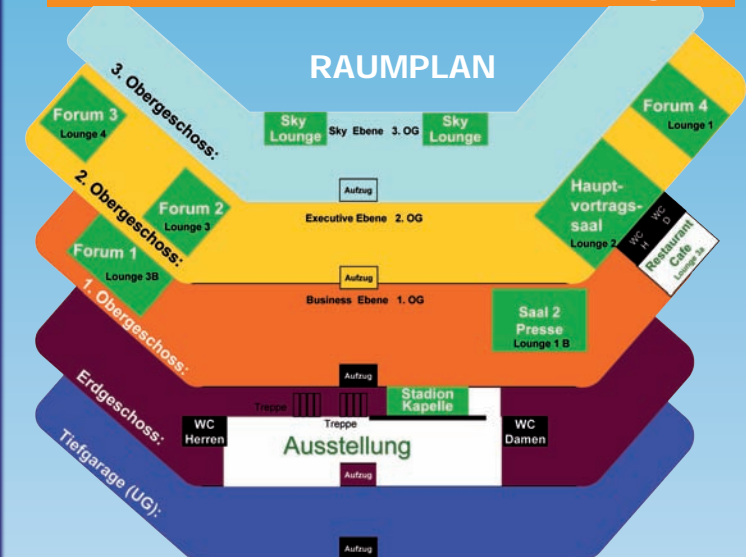 RAUMPLAN
3. Obergeschoss:
Sky
Lounge
Sky Ebene 3. OG
Sky
Lounge
Aufzug
Forum 3
Lounge 4
Forum 4
Lounge 1
2. Obergeschoss:
Forum 2
Lounge 3
Executive Ebene 2. OG
Haupt-
vortrags-
saal
Lounge 2
WC
H
WC
D
Restaurant
Cafe
Lounge 3a
Aufzug
Forum 1
Lounge 3B
1. Obergeschoss:
Business Ebene 1. OG
Saal 2
Presse
Lounge 1 B
Aufzug
Erdgeschoss:
Treppe
Treppe
Stadion
Kapelle
WC
Herren
Ausstellung
WC
Damen
Aufzug
Tiefgarage (UG):
Aufzug